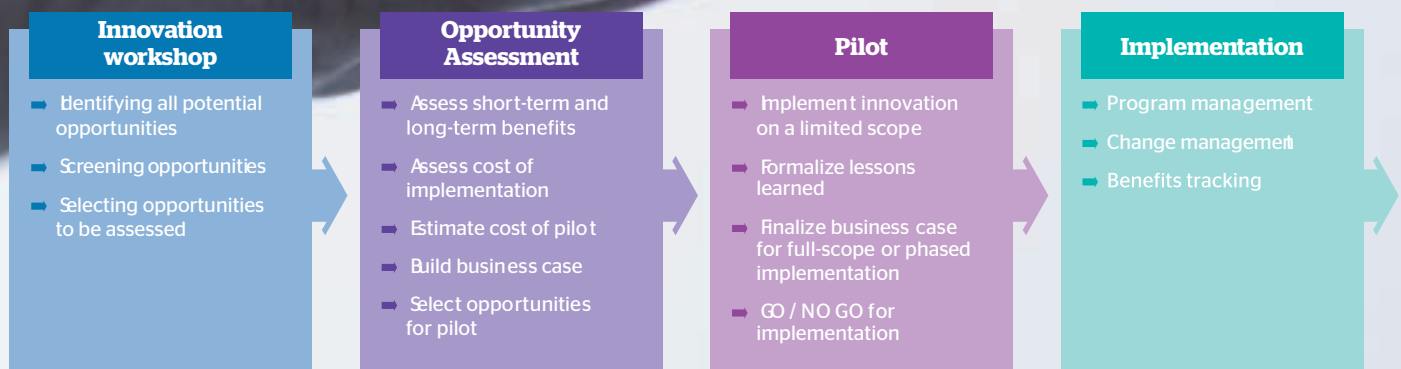 Innovation
workshop
Identifying all potential
opportunities
Screening opportunities
Selecting opportunities
to be assessed
Opportunity
Assessment
Assess short-term and
long-term benefits
Assess cost of
implementation
Estimate cost of pilot
Build business case
Select opportunities
for pilot
Pilot
Implement innovation
on a limited scope
Formalize lessons
learned
Finalize business case
for full-scope or phased
implementation
GO / NO GO for
implementation
Implementation
Program management
Change management
Benefits tracking